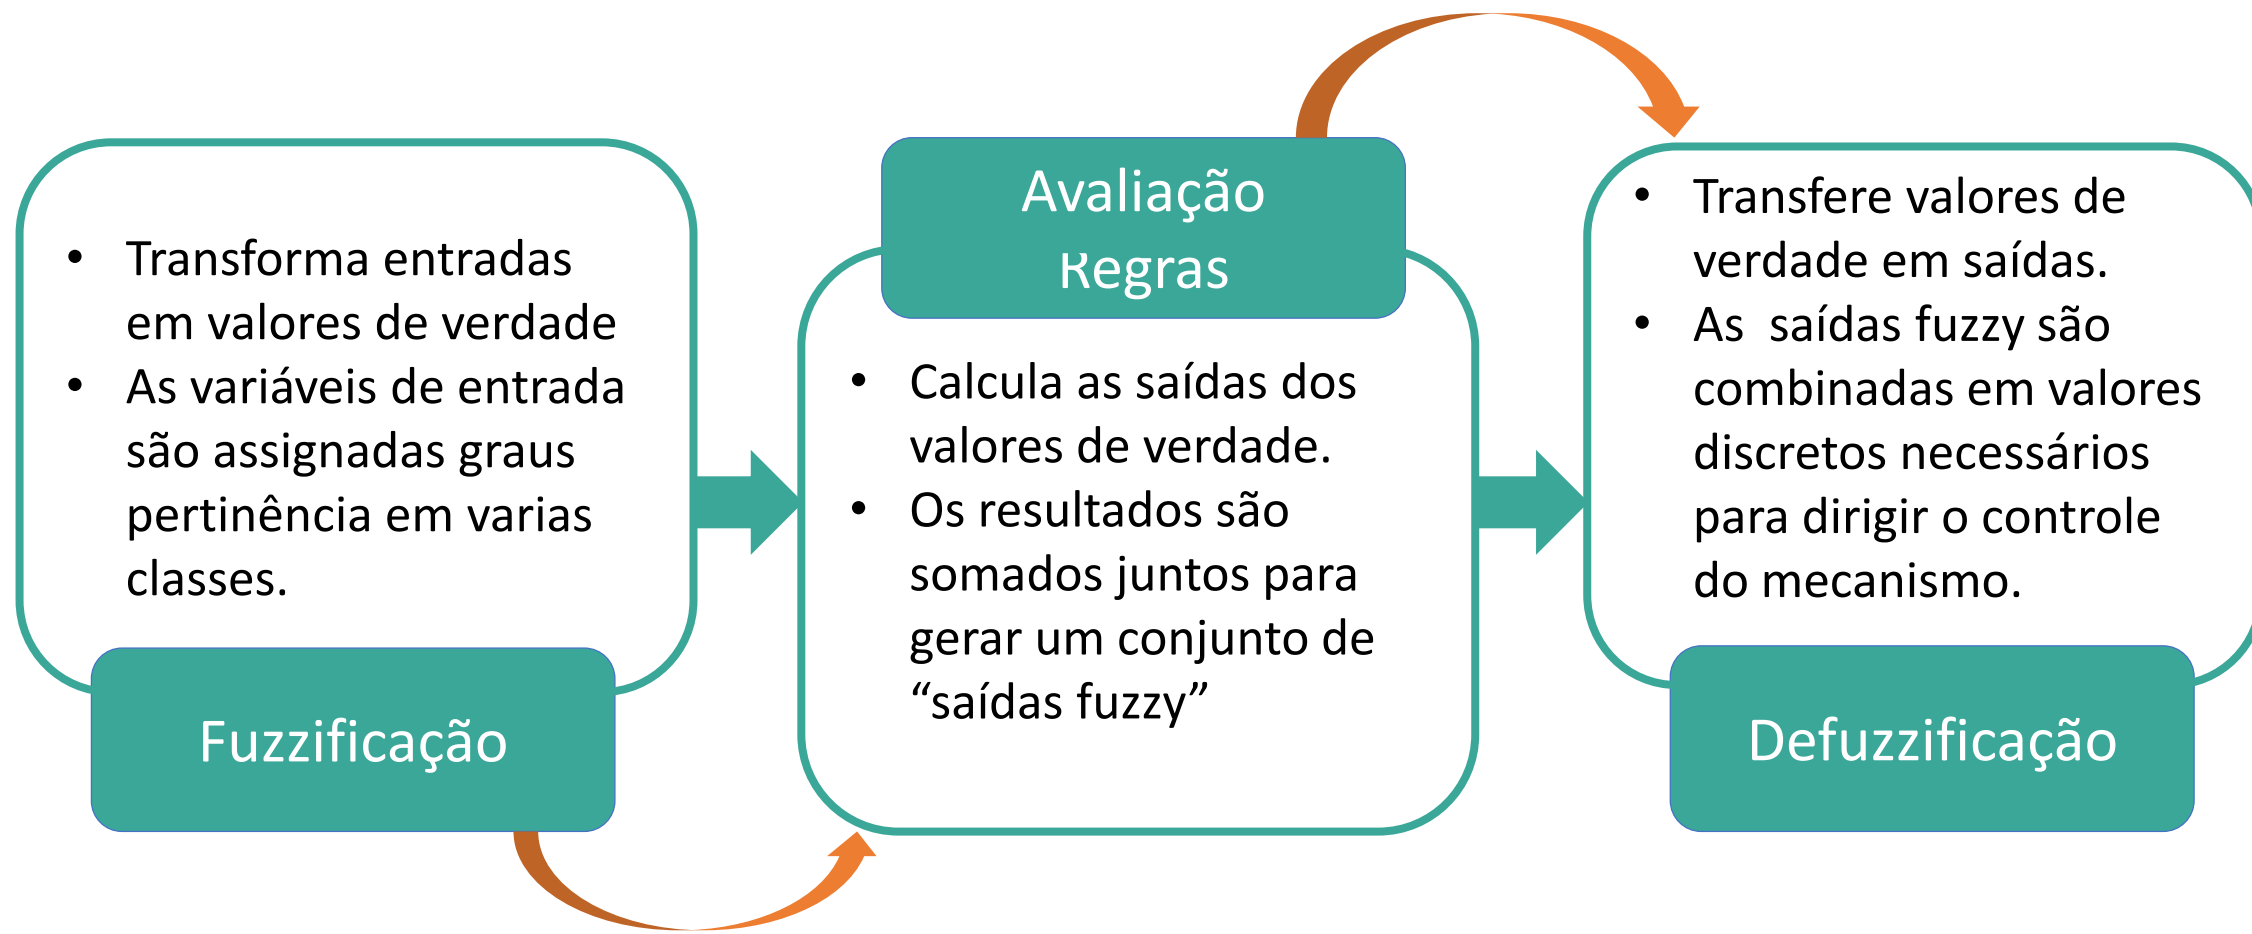 • Transforma entradas
em valores de verdade
• As variáveis de entrada
são assignadas graus
pertinência em varias
classes.
Fuzzificação
Avaliação
Regras
• Calcula as saídas dos
valores de verdade.
• Os resultados são
somados juntos para
gerar um conjunto de
“saídas fuzzy”
• Transfere valores de
verdade em saídas.
• As  saídas fuzzy são
combinadas em valores
discretos necessários
para dirigir o controle
do mecanismo.
Defuzzificação